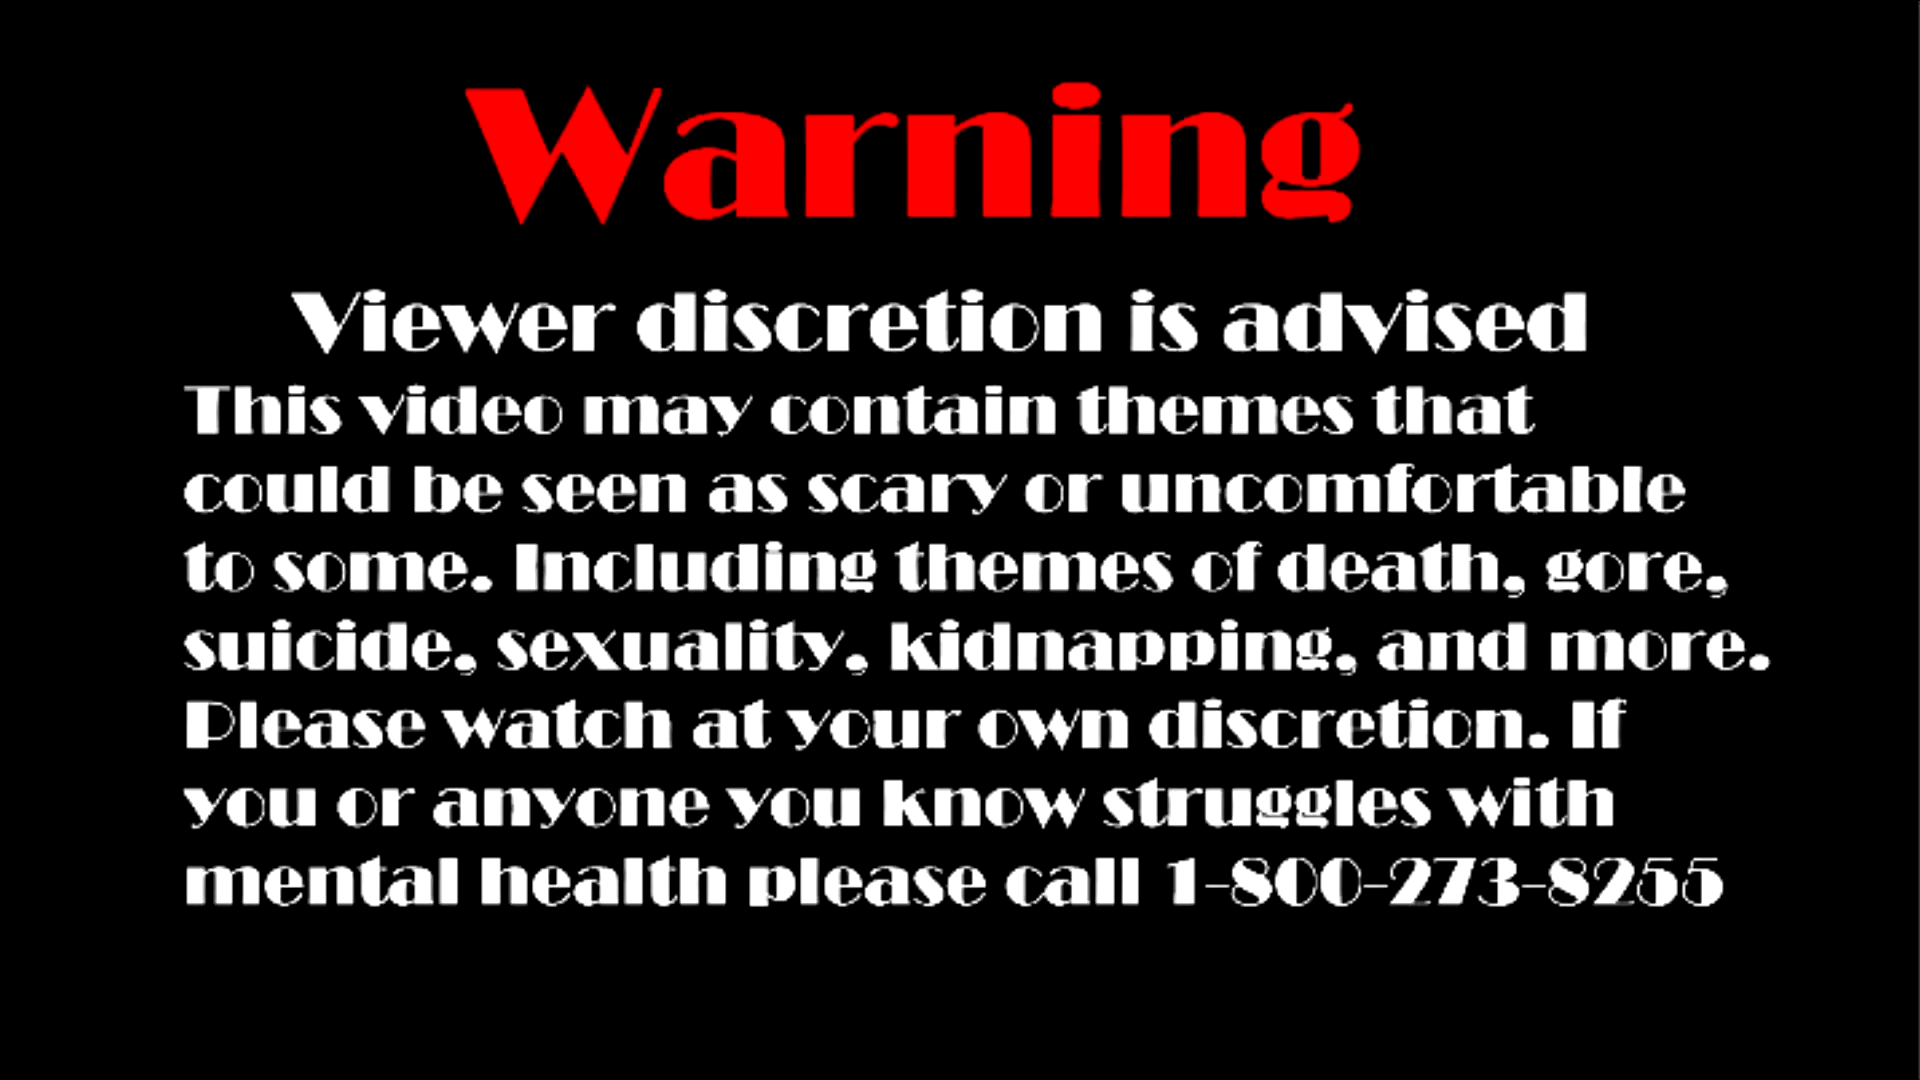 Warning
Viewer discretion is advised
This video may contain themes that
could be seen as scary or uncomfortable
to some. Including themes of death, gore,
suicide, sexuality, kidnapping, and more.
Please watch at your own discretion. If
you or anyone you know struggles with
mental health please call 1-800-273-8255